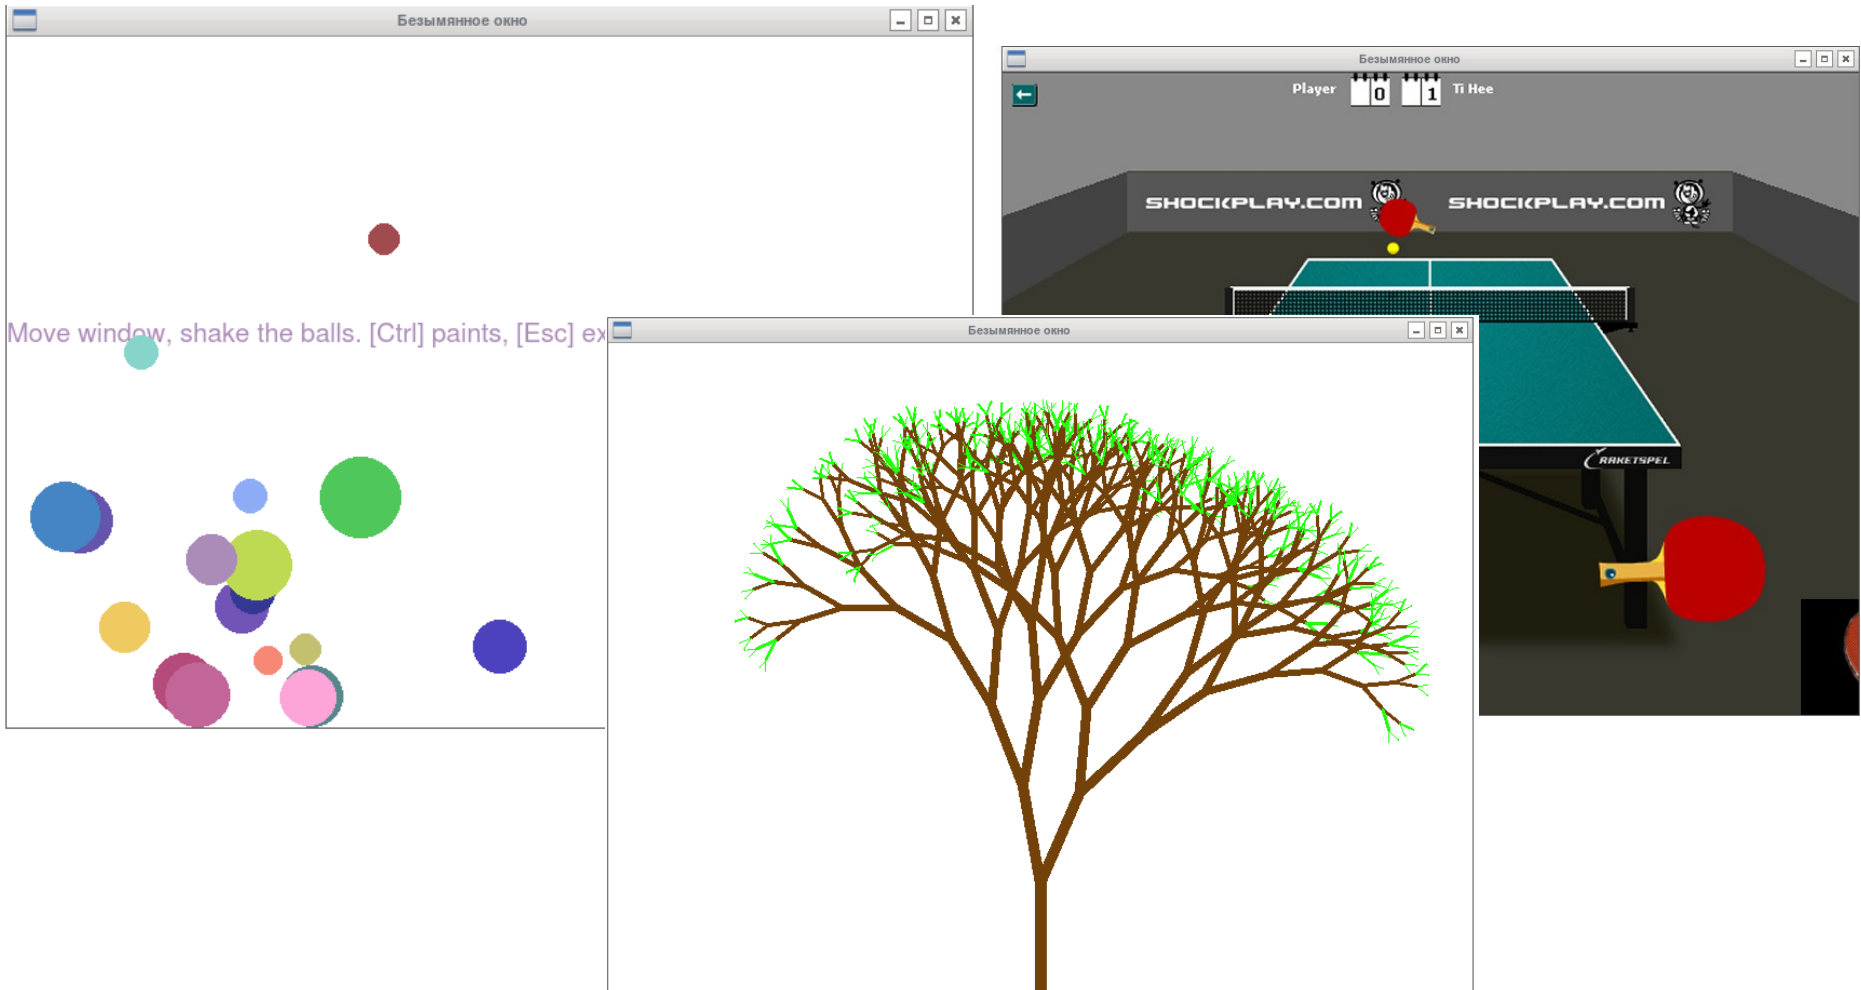 Безымянное окно
Move window, shake the balls. [Ctrl] paints, [Esc] ex
Безымянное окно
Player 0 1 Ti Hee
SHOCKPLAY.COM SHOCKPLAY.COM
RAKETSPEL
Безымянное окно